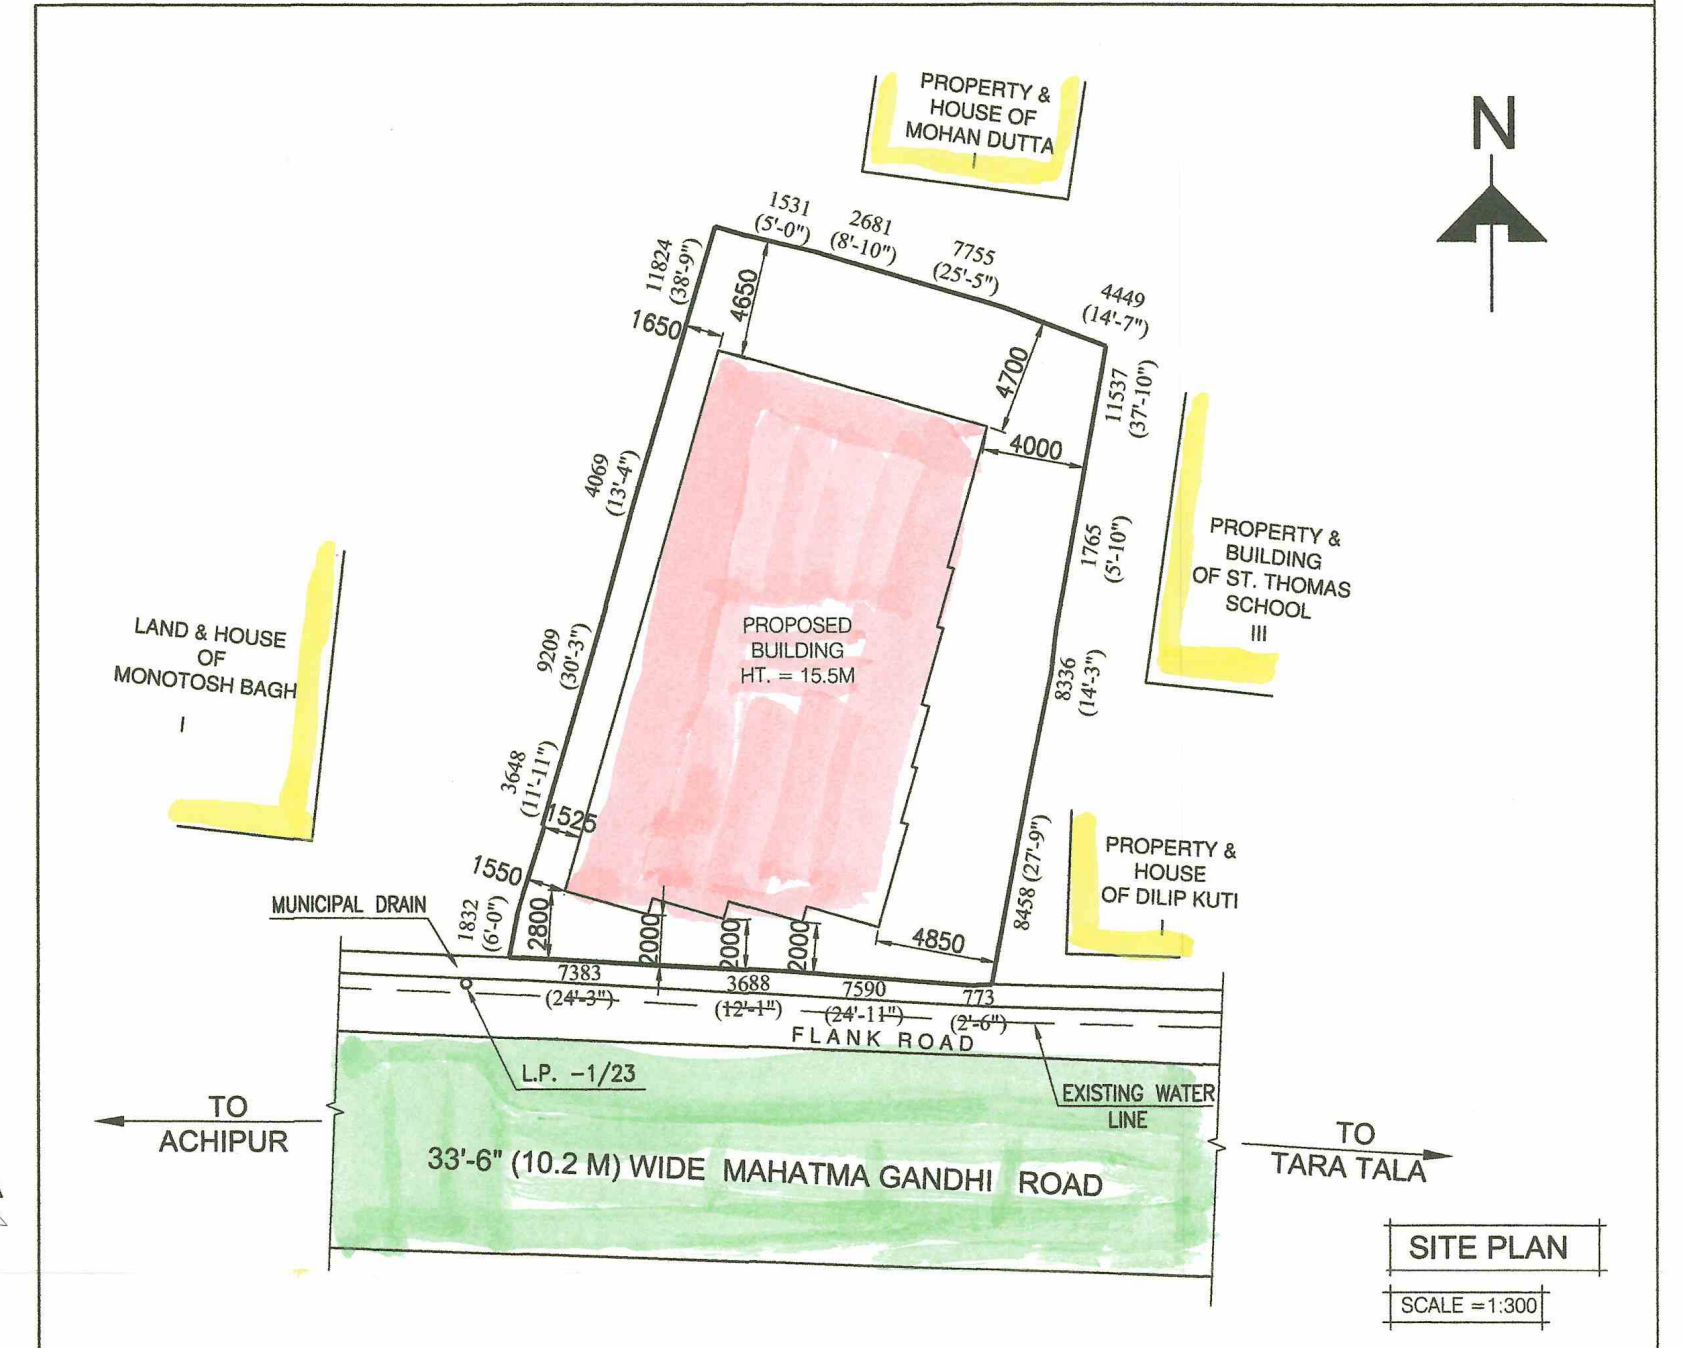 PROPERTY &
HOUSE OF
MOHAN DUTTA
I
N
1531
(5'-0")
2681
(8'-10")
7755
(25'-5")
4449
(14'-7")
11824
(38'-9")
1650
4650
4700
4000
11537
(37'-10")
4069
(13'-4")
1765
(5'-10")
PROPERTY &
BUILDING
OF ST. THOMAS
SCHOOL
III
LAND & HOUSE
OF
MONOTOSH BAGH
I
9209
(30'-3")
PROPOSED
BUILDING
HT. = 15.5M
8336
(14'-3")
3648
(11'-11")
1525
1550
8458 (27'-9")
PROPERTY &
HOUSE
OF DILIP KUTI
I
MUNICIPAL DRAIN
1832
(6'-0")
2800
2000
2000
2000
4850
7383
(24'-3")
3688
(12'-1")
7590
(24'-11")
773
(2'-6")
FLANK ROAD
L.P. -1/23
EXISTING WATER
LINE
TO
ACHIPUR
33'-6" (10.2 M) WIDE MAHATMA GANDHI ROAD
TO
TARA TALA
SITE PLAN
SCALE =1:300